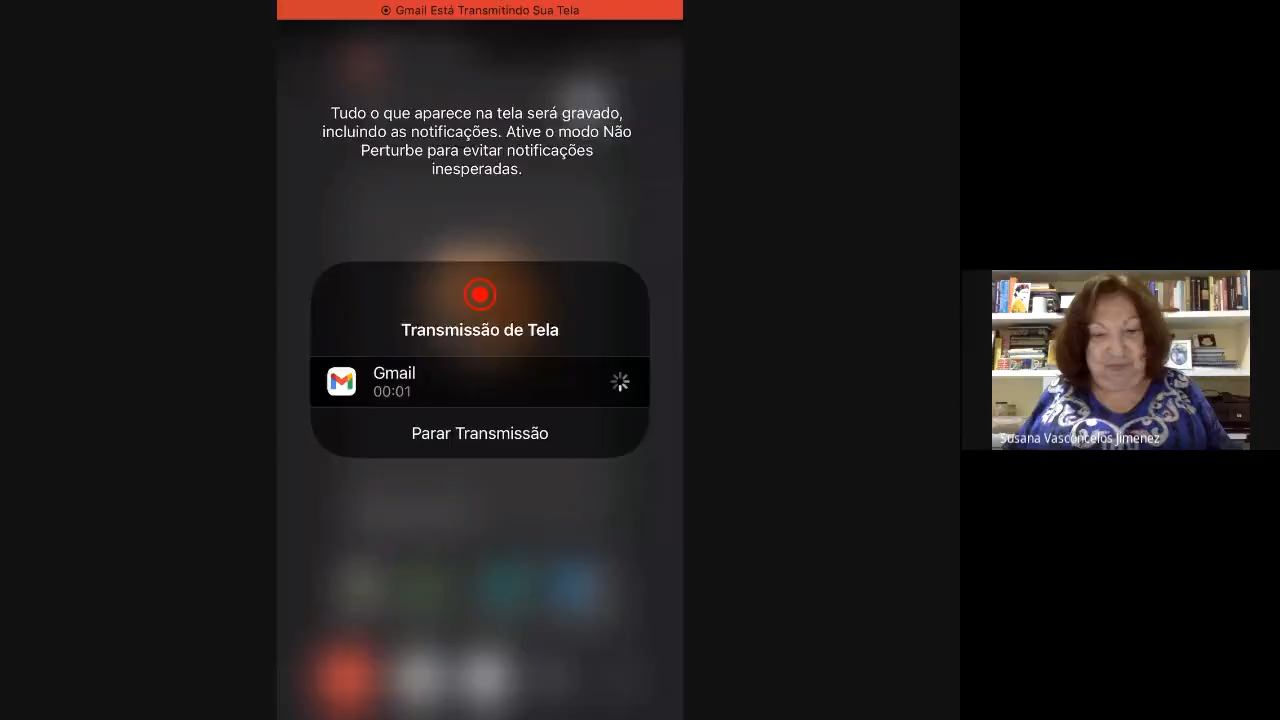 Gmail Está Transmitindo Sua Tela
Tudo o que aparece na tela será gravado,
incluindo as notificações. Ative o modo Não
Perturbe para evitar notificações
inesperadas.
Transmissão de Tela
Gmail
00:01
Parar Transmissão
Susana Vasconcelos Jimenez